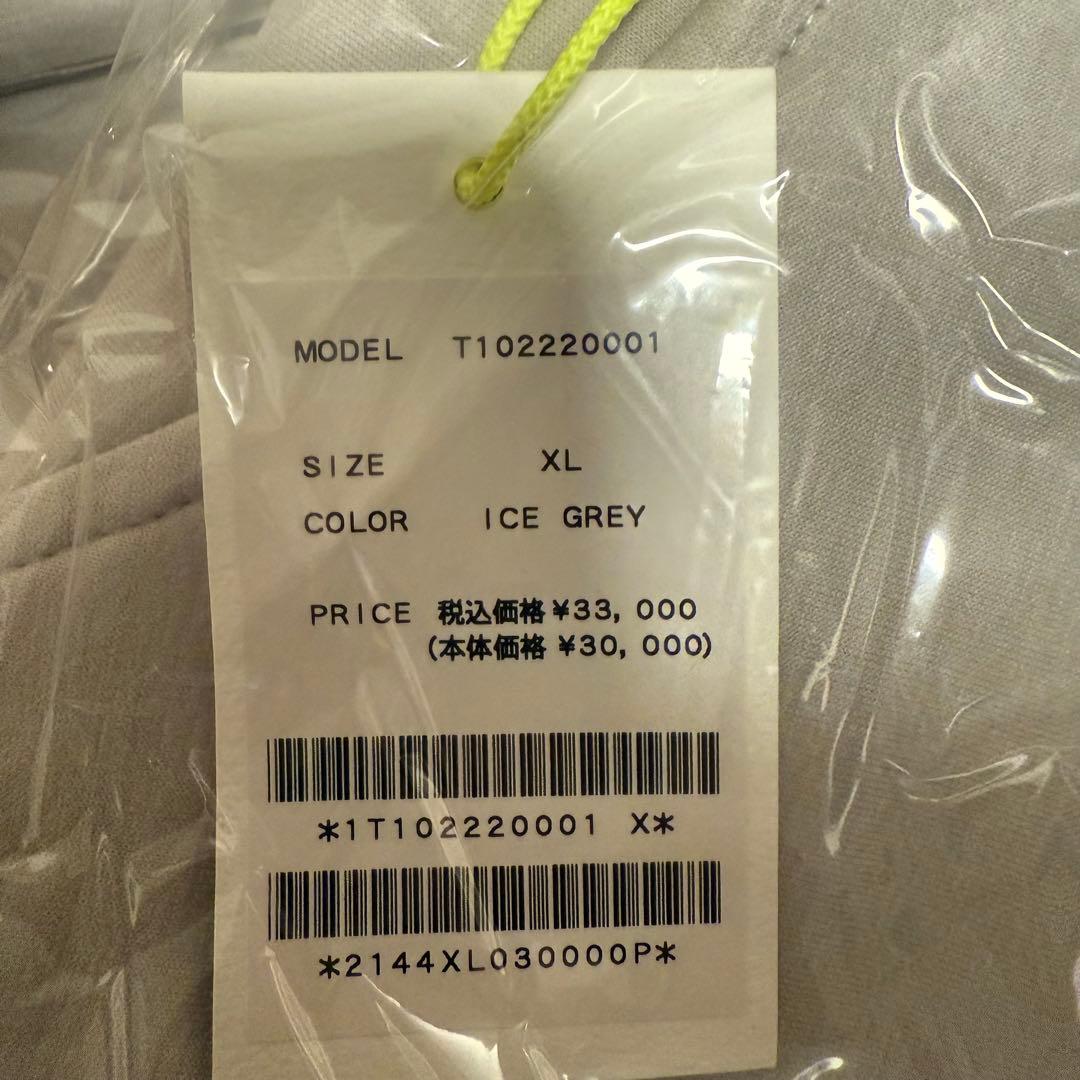 MODEL T102220001
SIZE XL
COLOR ICE GREY
PRICE 税込価格 ¥33,000
(本体価格 ¥30,000)
*1T102220001 X*
*2144XL030000P*